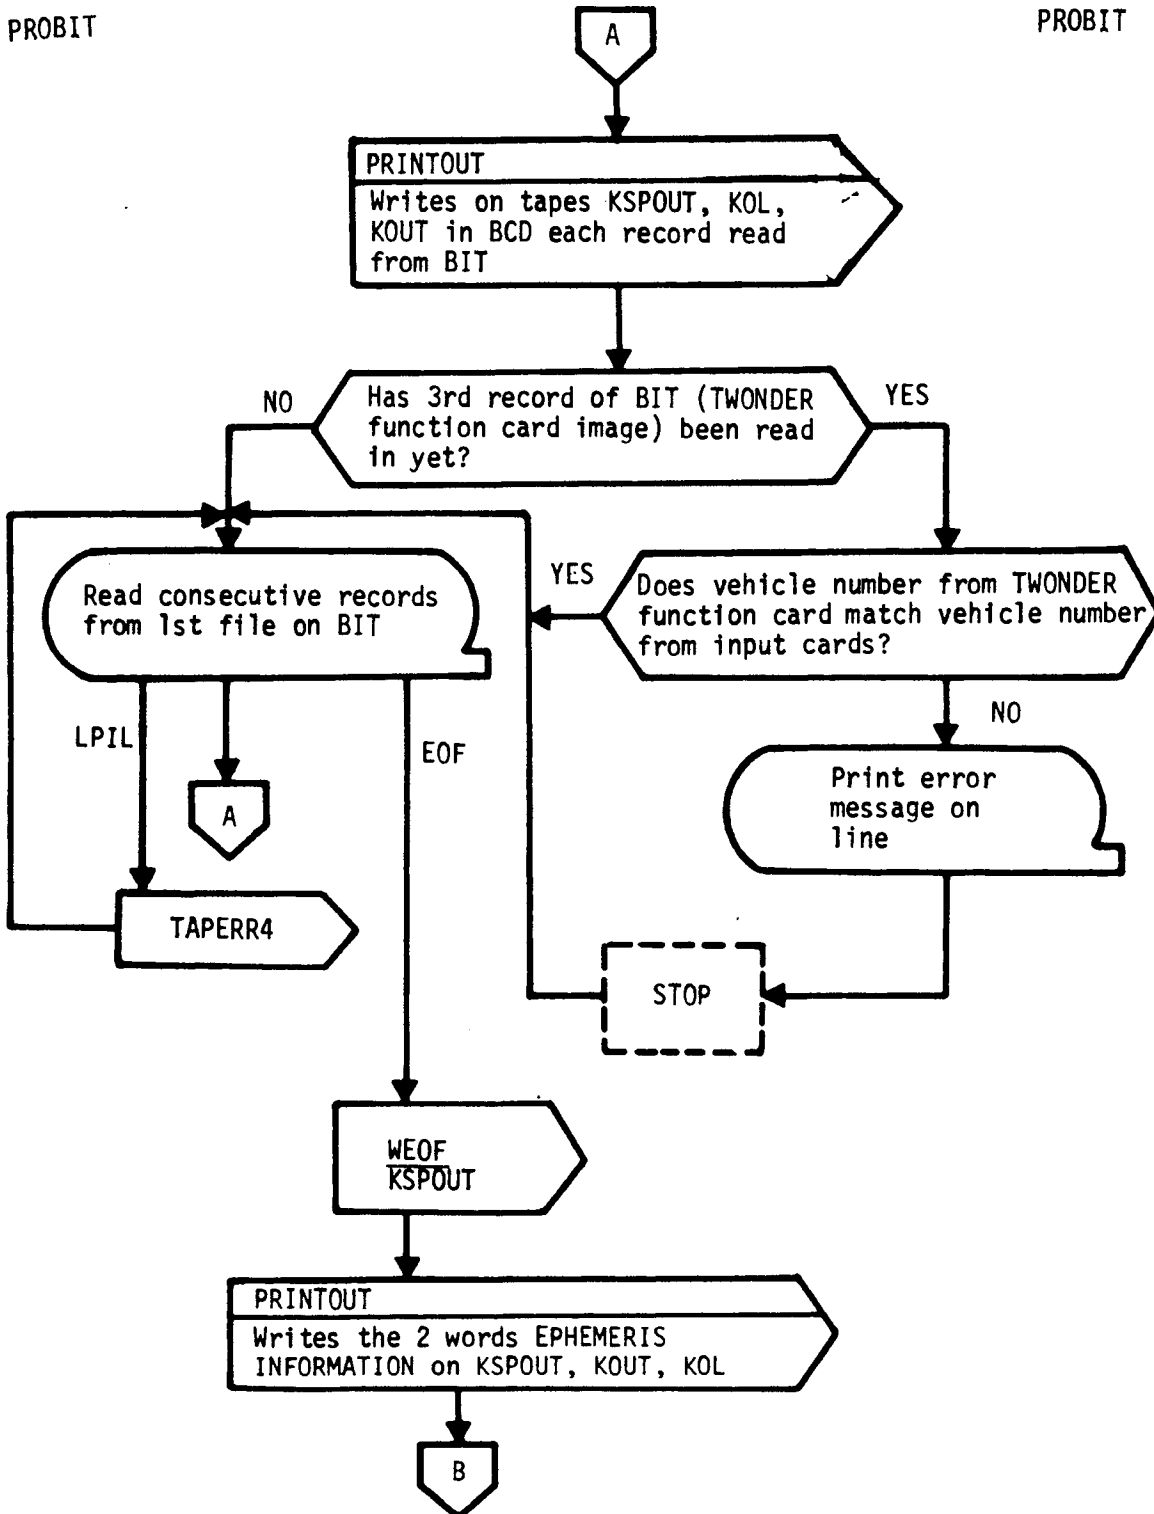 PROBIT
PROBIT
A
PRINTOUT
Writes on tapes KSPOUT, KOL,
KOUT in BCD each record read
from BIT
NO
Has 3rd record of BIT (TWONDER
function card image) been read
in yet?
YES
Read consecutive records
from 1st file on BIT
YES
Does vehicle number from TWONDER
function card match vehicle number
from input cards?
LPIL
A
EOF
NO
Print error
message on
line
TAPERR4
STOP
WEOF
KSPOUT
PRINTOUT
Writes the 2 words EPHEMERIS
INFORMATION on KSPOUT, KOUT, KOL
B